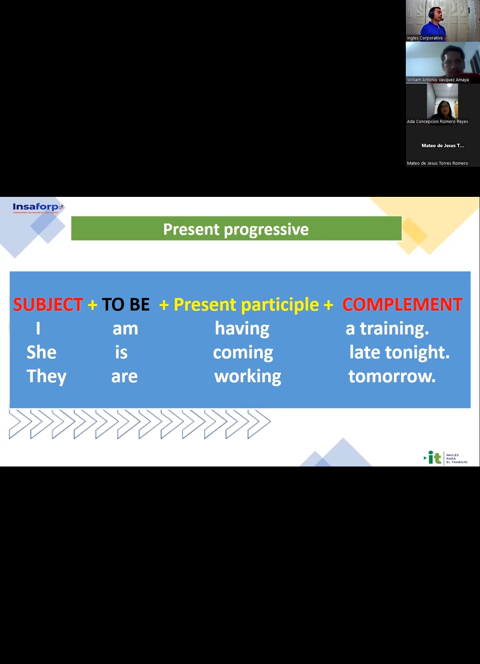 Ingles Corporativo
William Antonio Vasquez Amaya
Ada Concepcion Romero Reyes
Mateo de Jesus T...
Mateo de Jesus Torres Romero
Insaforp
Present progressive
SUBJECT + TO BE + Present participle + COMPLEMENT
I am having a training.
She is coming late tonight.
They are working tomorrow.
it
INGLÉS
PARA
EL TRABAJO